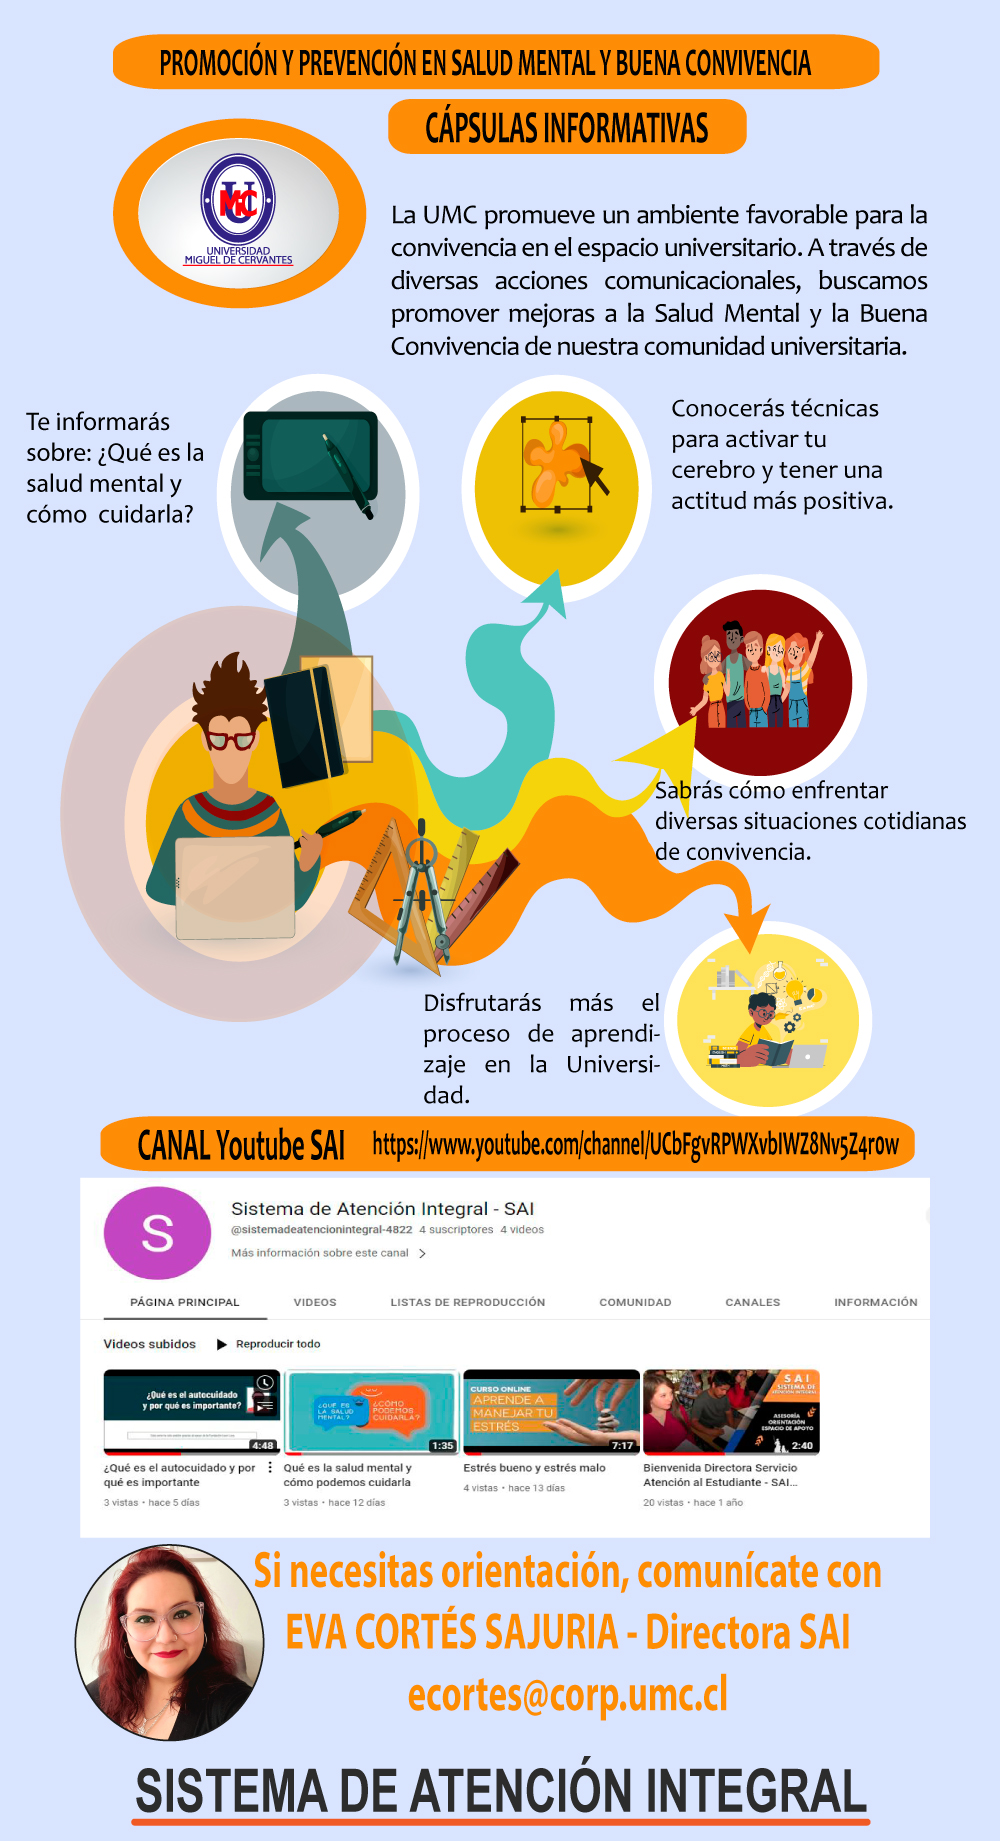 PROMOCIÓN Y PREVENCIÓN EN SALUD MENTAL Y BUENA CONVIVENCIA
CÁPSULAS INFORMATIVAS
UMC
UNIVERSIDAD
MIGUEL DE CERVANTES
La UMC promueve un ambiente favorable para la
convivencia en el espacio universitario. A través de
diversas acciones comunicacionales, buscamos
promover mejoras a la Salud Mental y la Buena
Convivencia de nuestra comunidad universitaria.
Te informarás
sobre: ¿Qué es la
salud mental y
cómo cuidarla?
Conocerás técnicas
para activar tu
cerebro y tener una
actitud más positiva.
Sabrás cómo enfrentar
diversas situaciones cotidianas
de convivencia.
Disfrutarás más el
proceso de aprendi-
zaje en la Universi-
dad.
CANAL Youtube SAI https://www.youtube.com/channel/UCbFgvRPWXvbIWZ8Nv5Z4r0w
S
Sistema de Atención Integral - SAI
@sistemadeatencionintegral-4822 4 suscriptores 4 videos
Más información sobre este canal >
PÁGINA PRINCIPAL VIDEOS LISTAS DE REPRODUCCIÓN COMUNIDAD CANALES INFORMACIÓN
Videos subidos Reproducir todo
¿Qué es el autocuidado
y por qué es importante?
4:48
¿QUÉ ES
LA SALUD
MENTAL?
¿CÓMO
PODEMOS
CUIDARLA?
1:35
CURSO ONLINE
APRENDE A
MANEJAR TU
ESTRÉS
7:17
SAI
SISTEMA DE
ATENCIÓN INTEGRAL
ASESORÍA
ORIENTACIÓN
ESPACIO DE APOYO
2:40
¿Qué es el autocuidado y por
qué es importante
3 vistas • hace 5 días
Qué es la salud mental y
cómo podemos cuidarla
3 vistas • hace 12 días
Estrés bueno y estrés malo
4 vistas • hace 13 días
Bienvenida Directora Servicio
Atención al Estudiante - SAI...
20 vistas • hace 1 año
Si necesitas orientación, comunícate con
EVA CORTÉS SAJURIA - Directora SAI
ecortes@corp.umc.cl
SISTEMA DE ATENCIÓN INTEGRAL